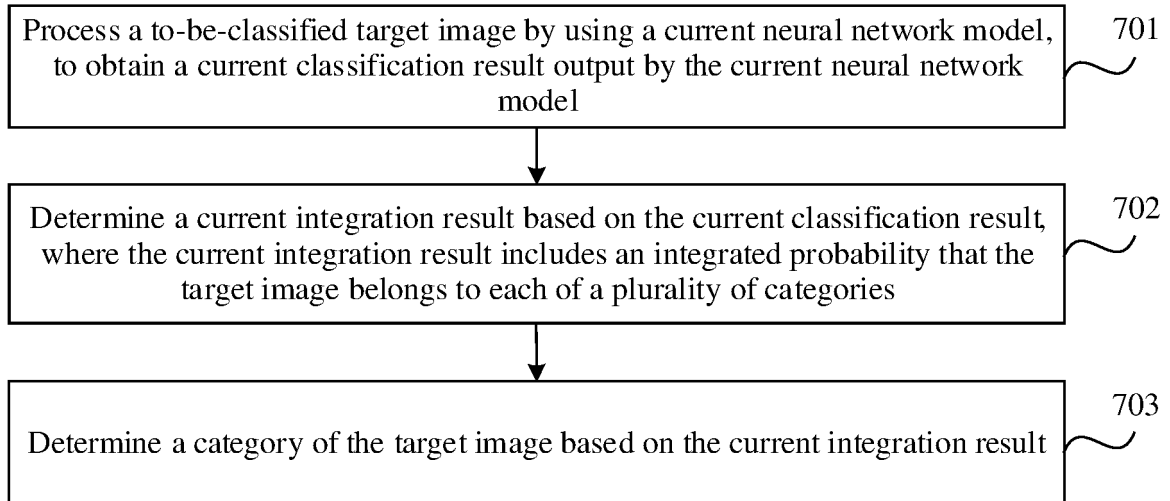 Process a to-be-classified target image by using a current neural network model,
to obtain a current classification result output by the current neural network
model
701
Determine a current integration result based on the current classification result,
where the current integration result includes an integrated probability that the
target image belongs to each of a plurality of categories
702
Determine a category of the target image based on the current integration result
703